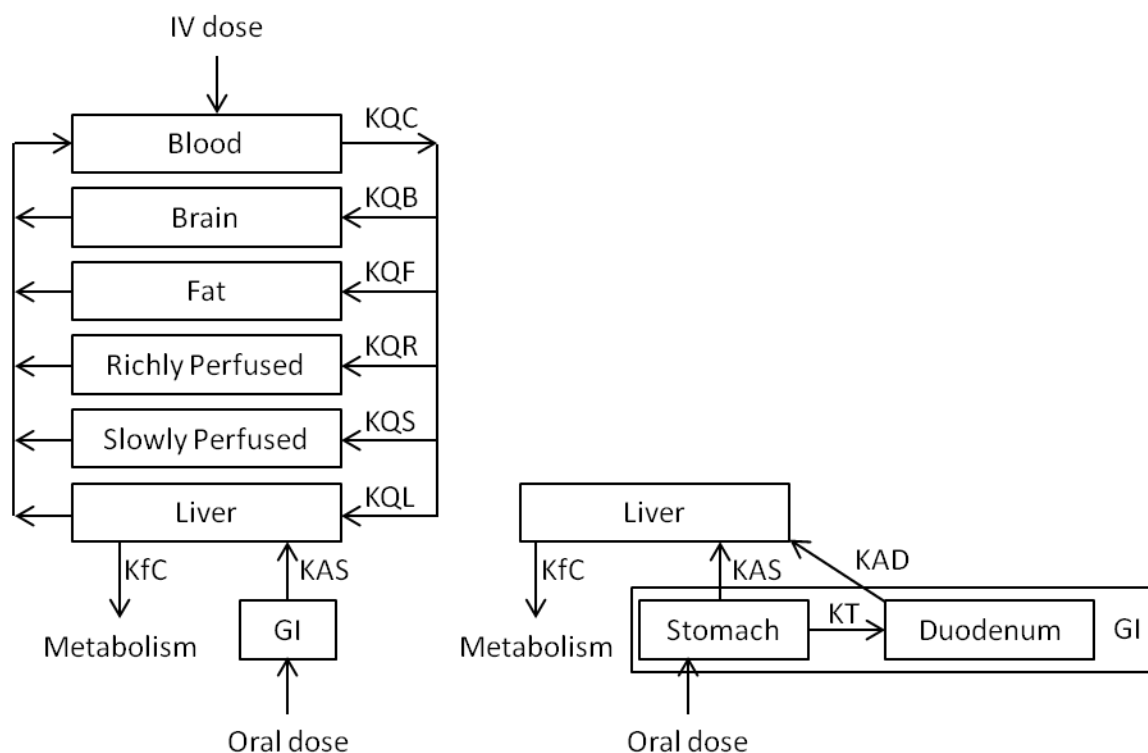 IV dose
KQC
Blood
KQB
Brain
KQF
Fat
KQR
Richly Perfused
KQS
Slowly Perfused
KQL
Liver
KfC
KAS
GI
Metabolism
Oral dose
Liver
KfC
KAS
KAD
Metabolism
Stomach
KT
Duodenum
GI
Oral dose